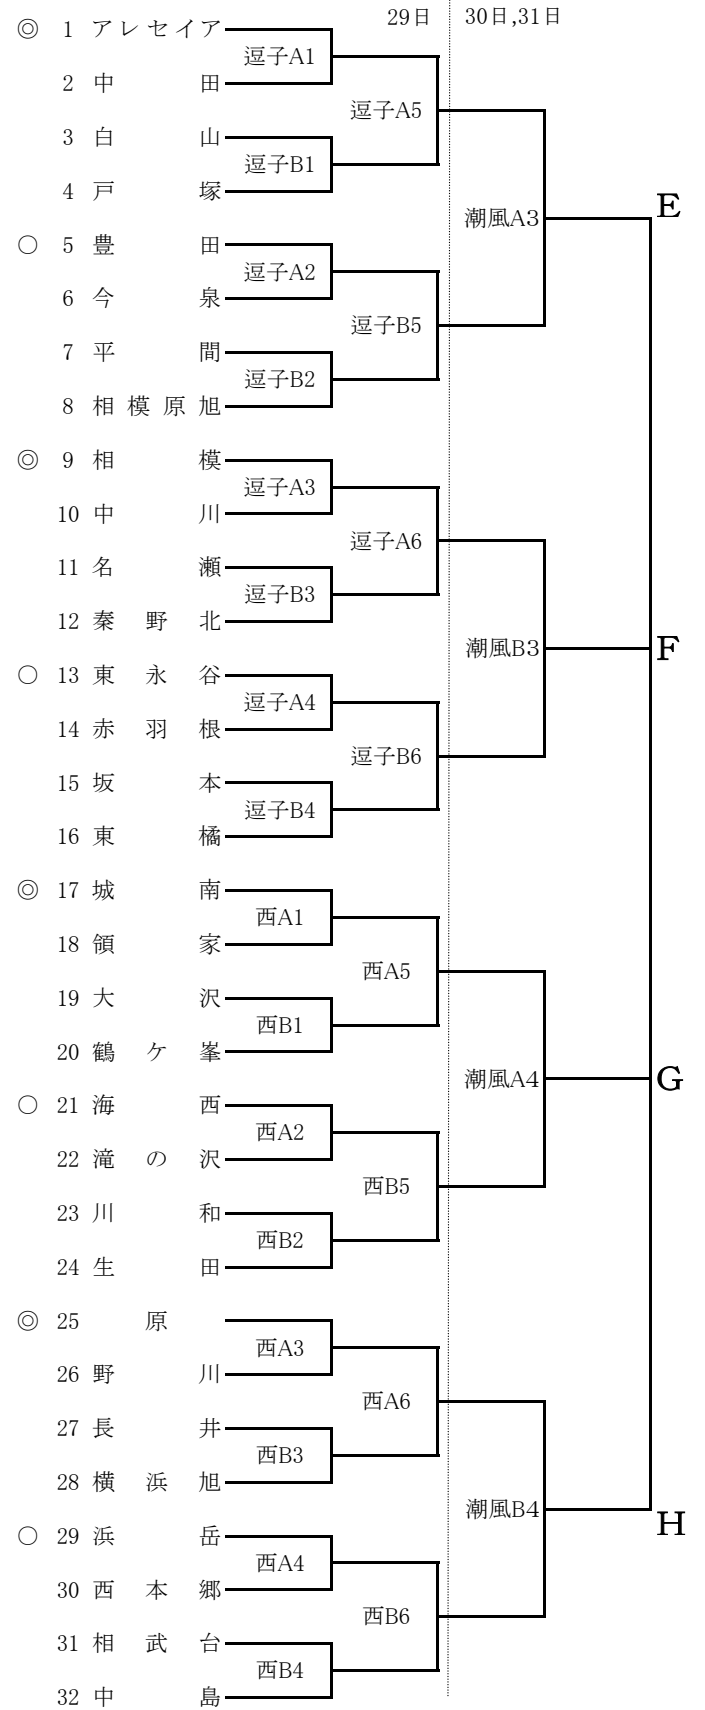 29日 30日,31日
◎ 1 アレセイア
逗子A1
2 中田
逗子A5
3 白山
逗子B1
4 戸塚
潮風A3 E
○ 5 豊田
逗子A2
6 今泉
逗子B5
7 平間
逗子B2
8 相模原旭
◎ 9 相模
逗子A3
10 中川
逗子A6
11 名瀬
逗子B3
12 秦野北
潮風B3 F
○ 13 東永谷
逗子A4
14 赤羽根
逗子B6
15 坂本
逗子B4
16 東橘
◎ 17 城南
西A1
18 領家
西A5
19 大沢
西B1
20 鶴ケ峯
潮風A4 G
○ 21 海西
西A2
22 滝の沢
西B5
23 川和
西B2
24 生田
◎ 25 原
西A3
26 野川
西A6
27 長井
西B3
28 横浜旭
潮風B4 H
○ 29 浜岳
西A4
30 西本郷
西B6
31 相武台
西B4
32 中島